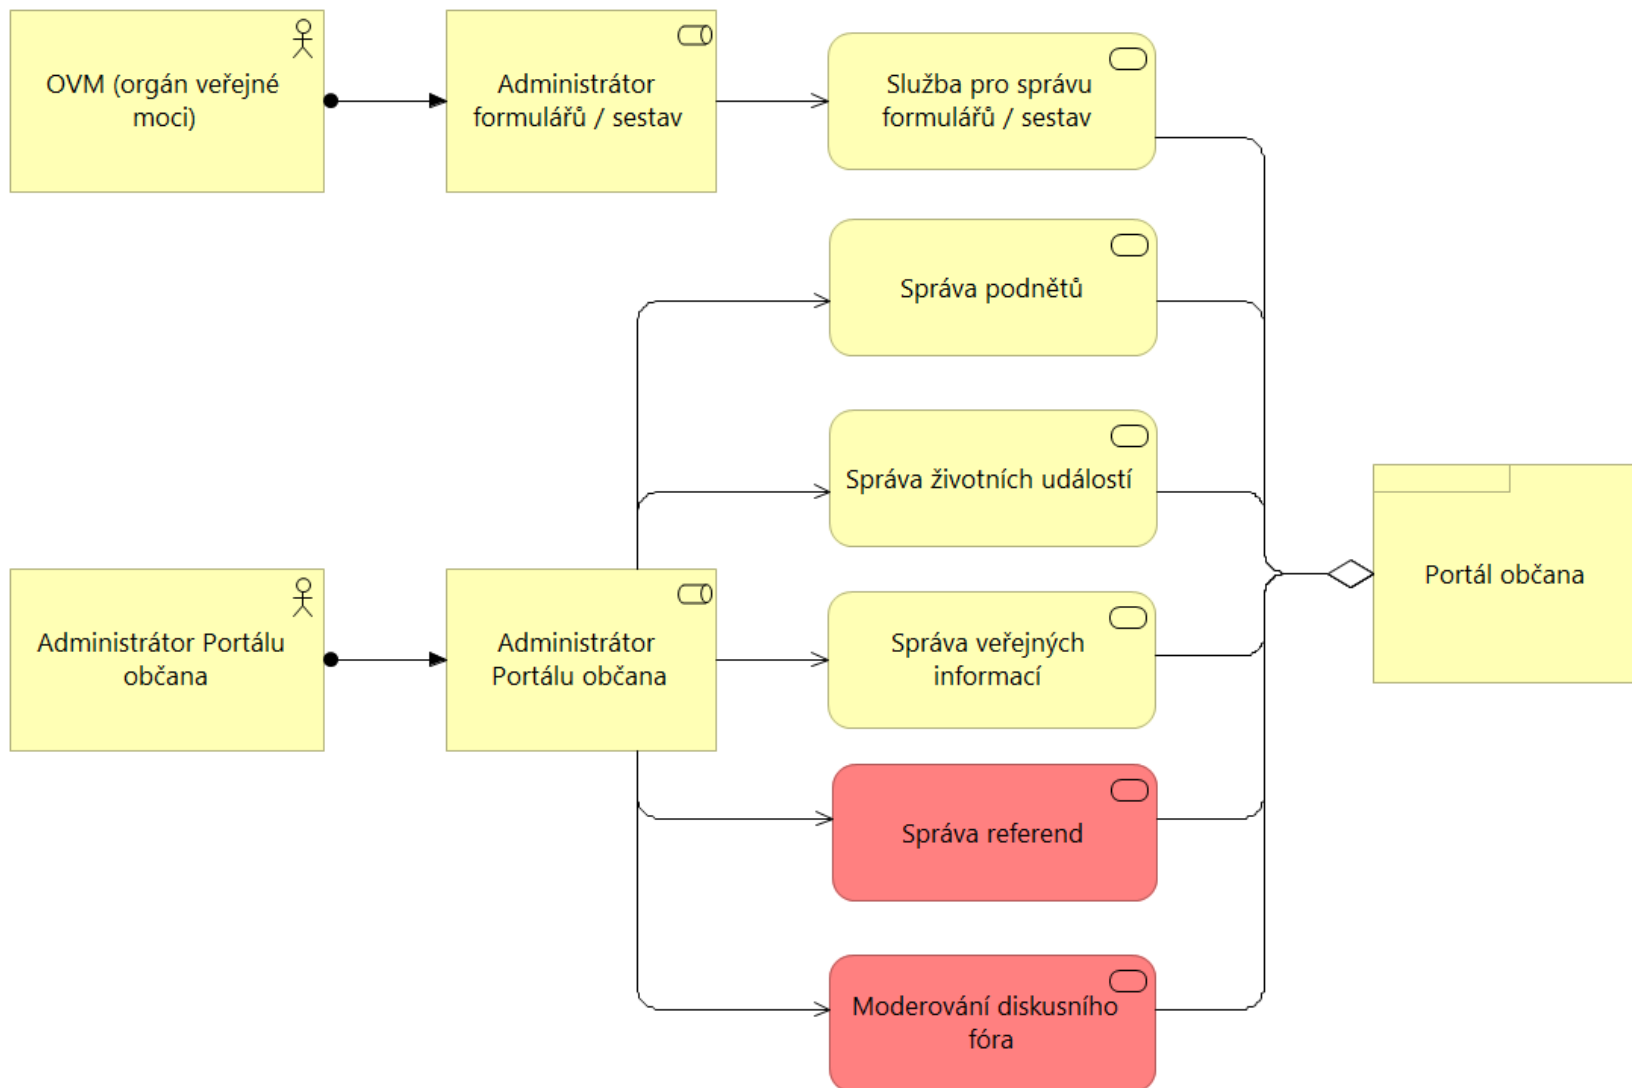 OVM (orgán veřejné
moci)
Administrátor
formulářů / sestav
Služba pro správu
formulářů / sestav
Správa podnětů
Správa životních událostí
Portál občana
Administrátor Portálu
občana
Administrátor
Portálu občana
Správa veřejných
informací
Správa referend
Moderování diskusního
fóra